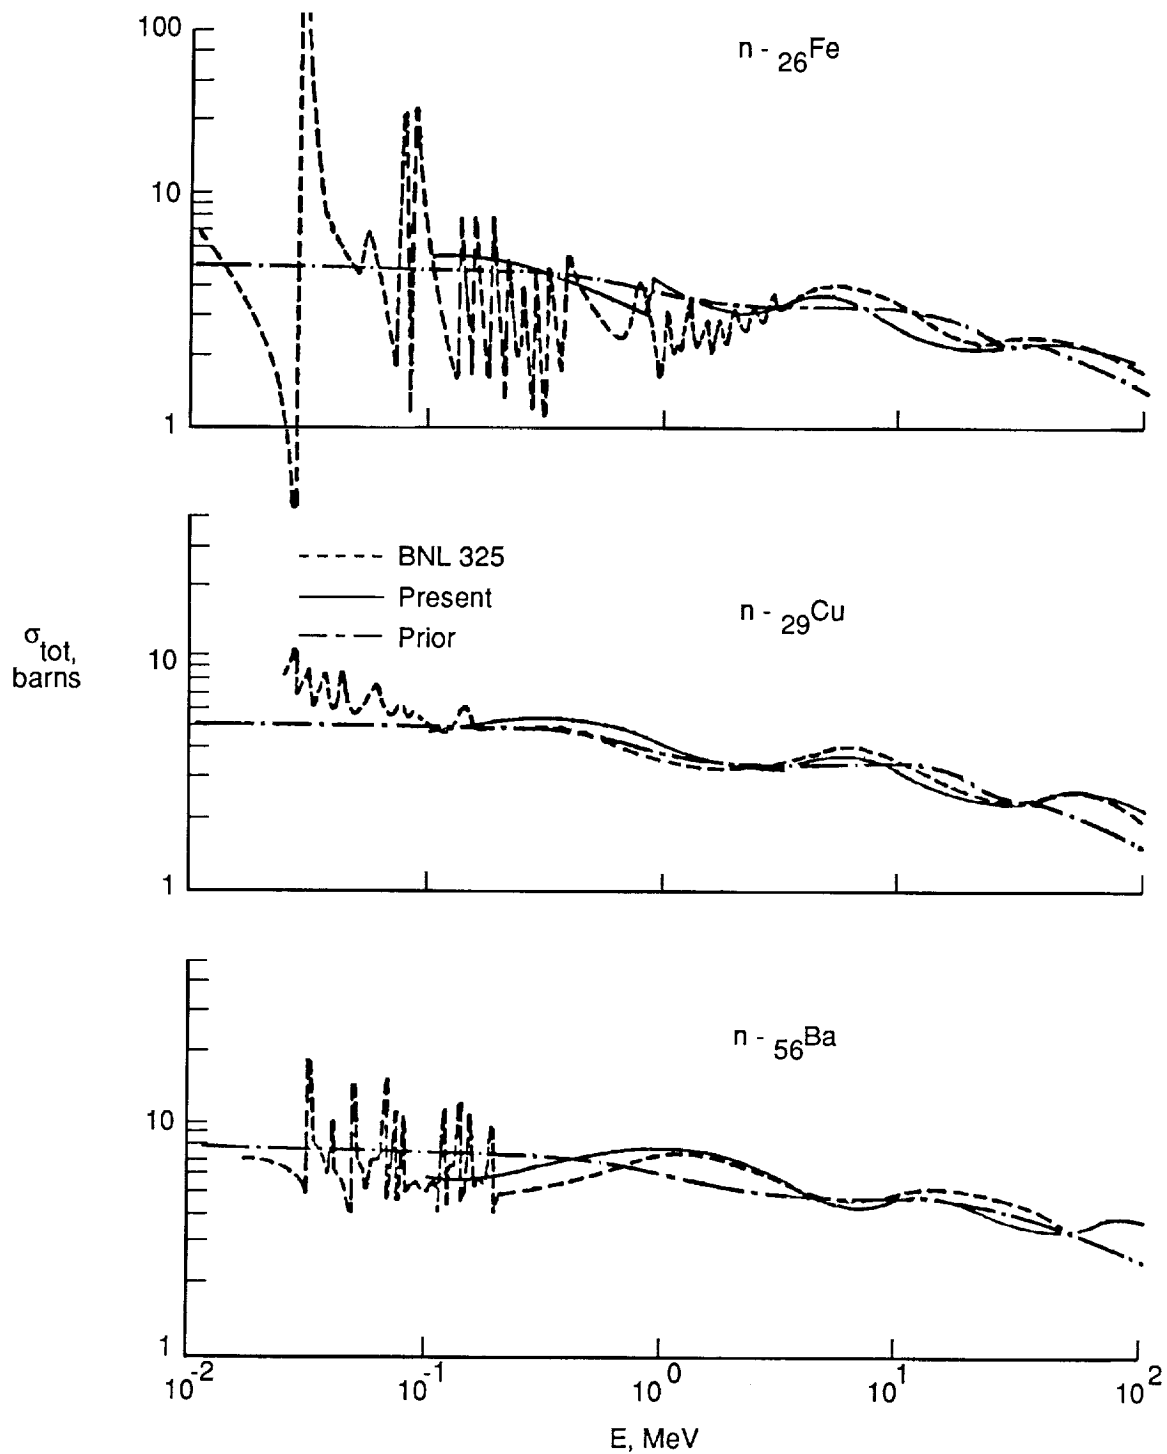 100
n - 26Fe
10
1
BNL 325
Present
Prior
n - 29Cu
σtot,
barns
10
1
n - 56Ba
10
1
10-2 10-1 100 101 102
E, MeV